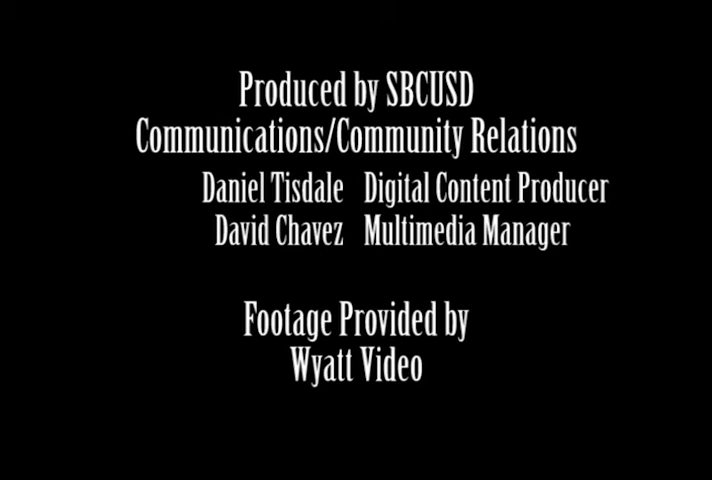 Produced by SBCUSD
Communications/Community Relations
Daniel Tisdale Digital Content Producer
David Chavez Multimedia Manager
Footage Provided by
Wyatt Video